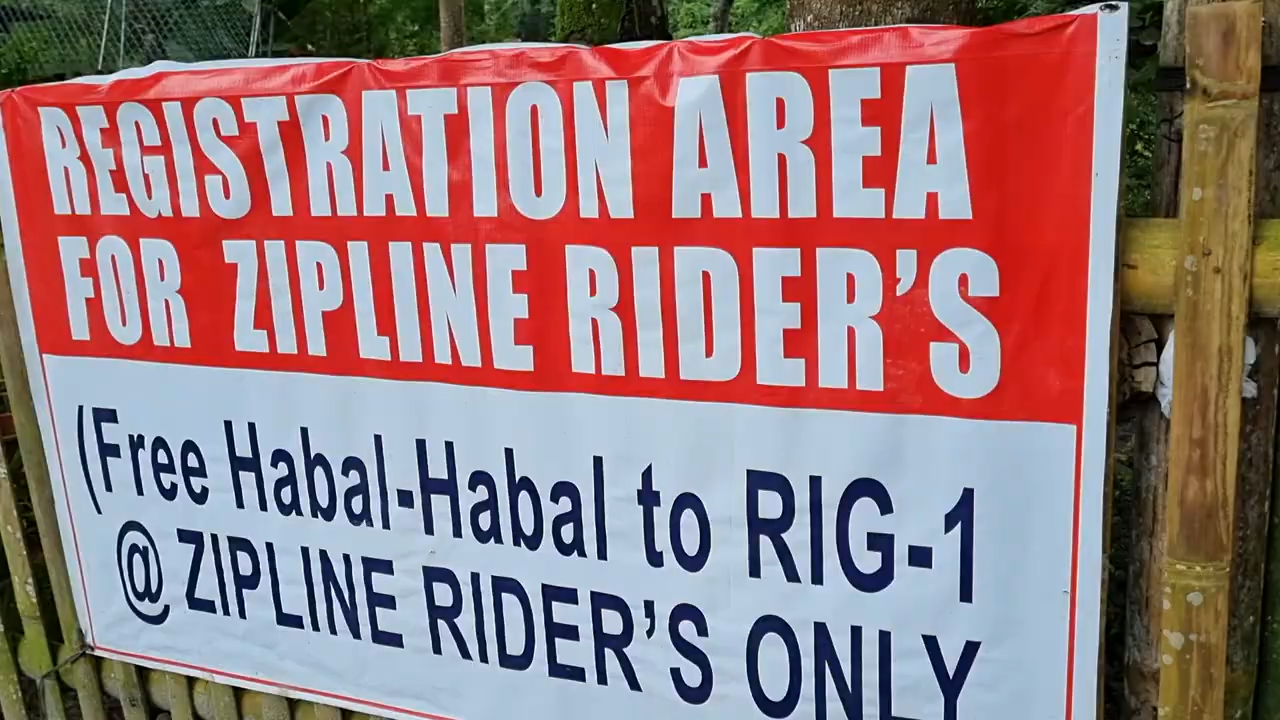 REGISTRATION AREA
FOR ZIPLINE RIDER'S
(Free Habal-Habal to RIG-1
@ ZIPLINE RIDER'S ONLY